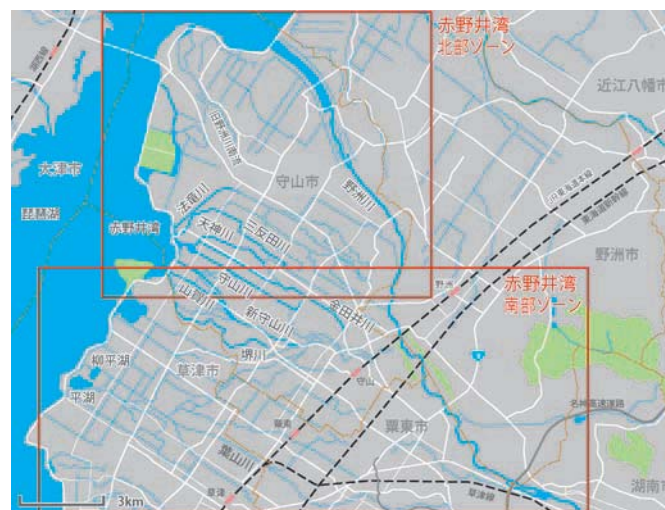 赤野井湾
北部ゾーン
近江八幡市
湖西線
旧野洲川南流
守山市
大津市
琵琶湖
法竜川
野洲川
JR東海道本線
東海道新幹線
赤野井湾
天神川
三反田川
野洲市
赤野井湾
南部ゾーン
野洲
守山川
山賀川
新守山川
金田井川
柳平湖
堺川
草津市
平湖
守山
8
名神高速道路
栗東
栗東市
葉山川
湖南市
草津
草津線
3km